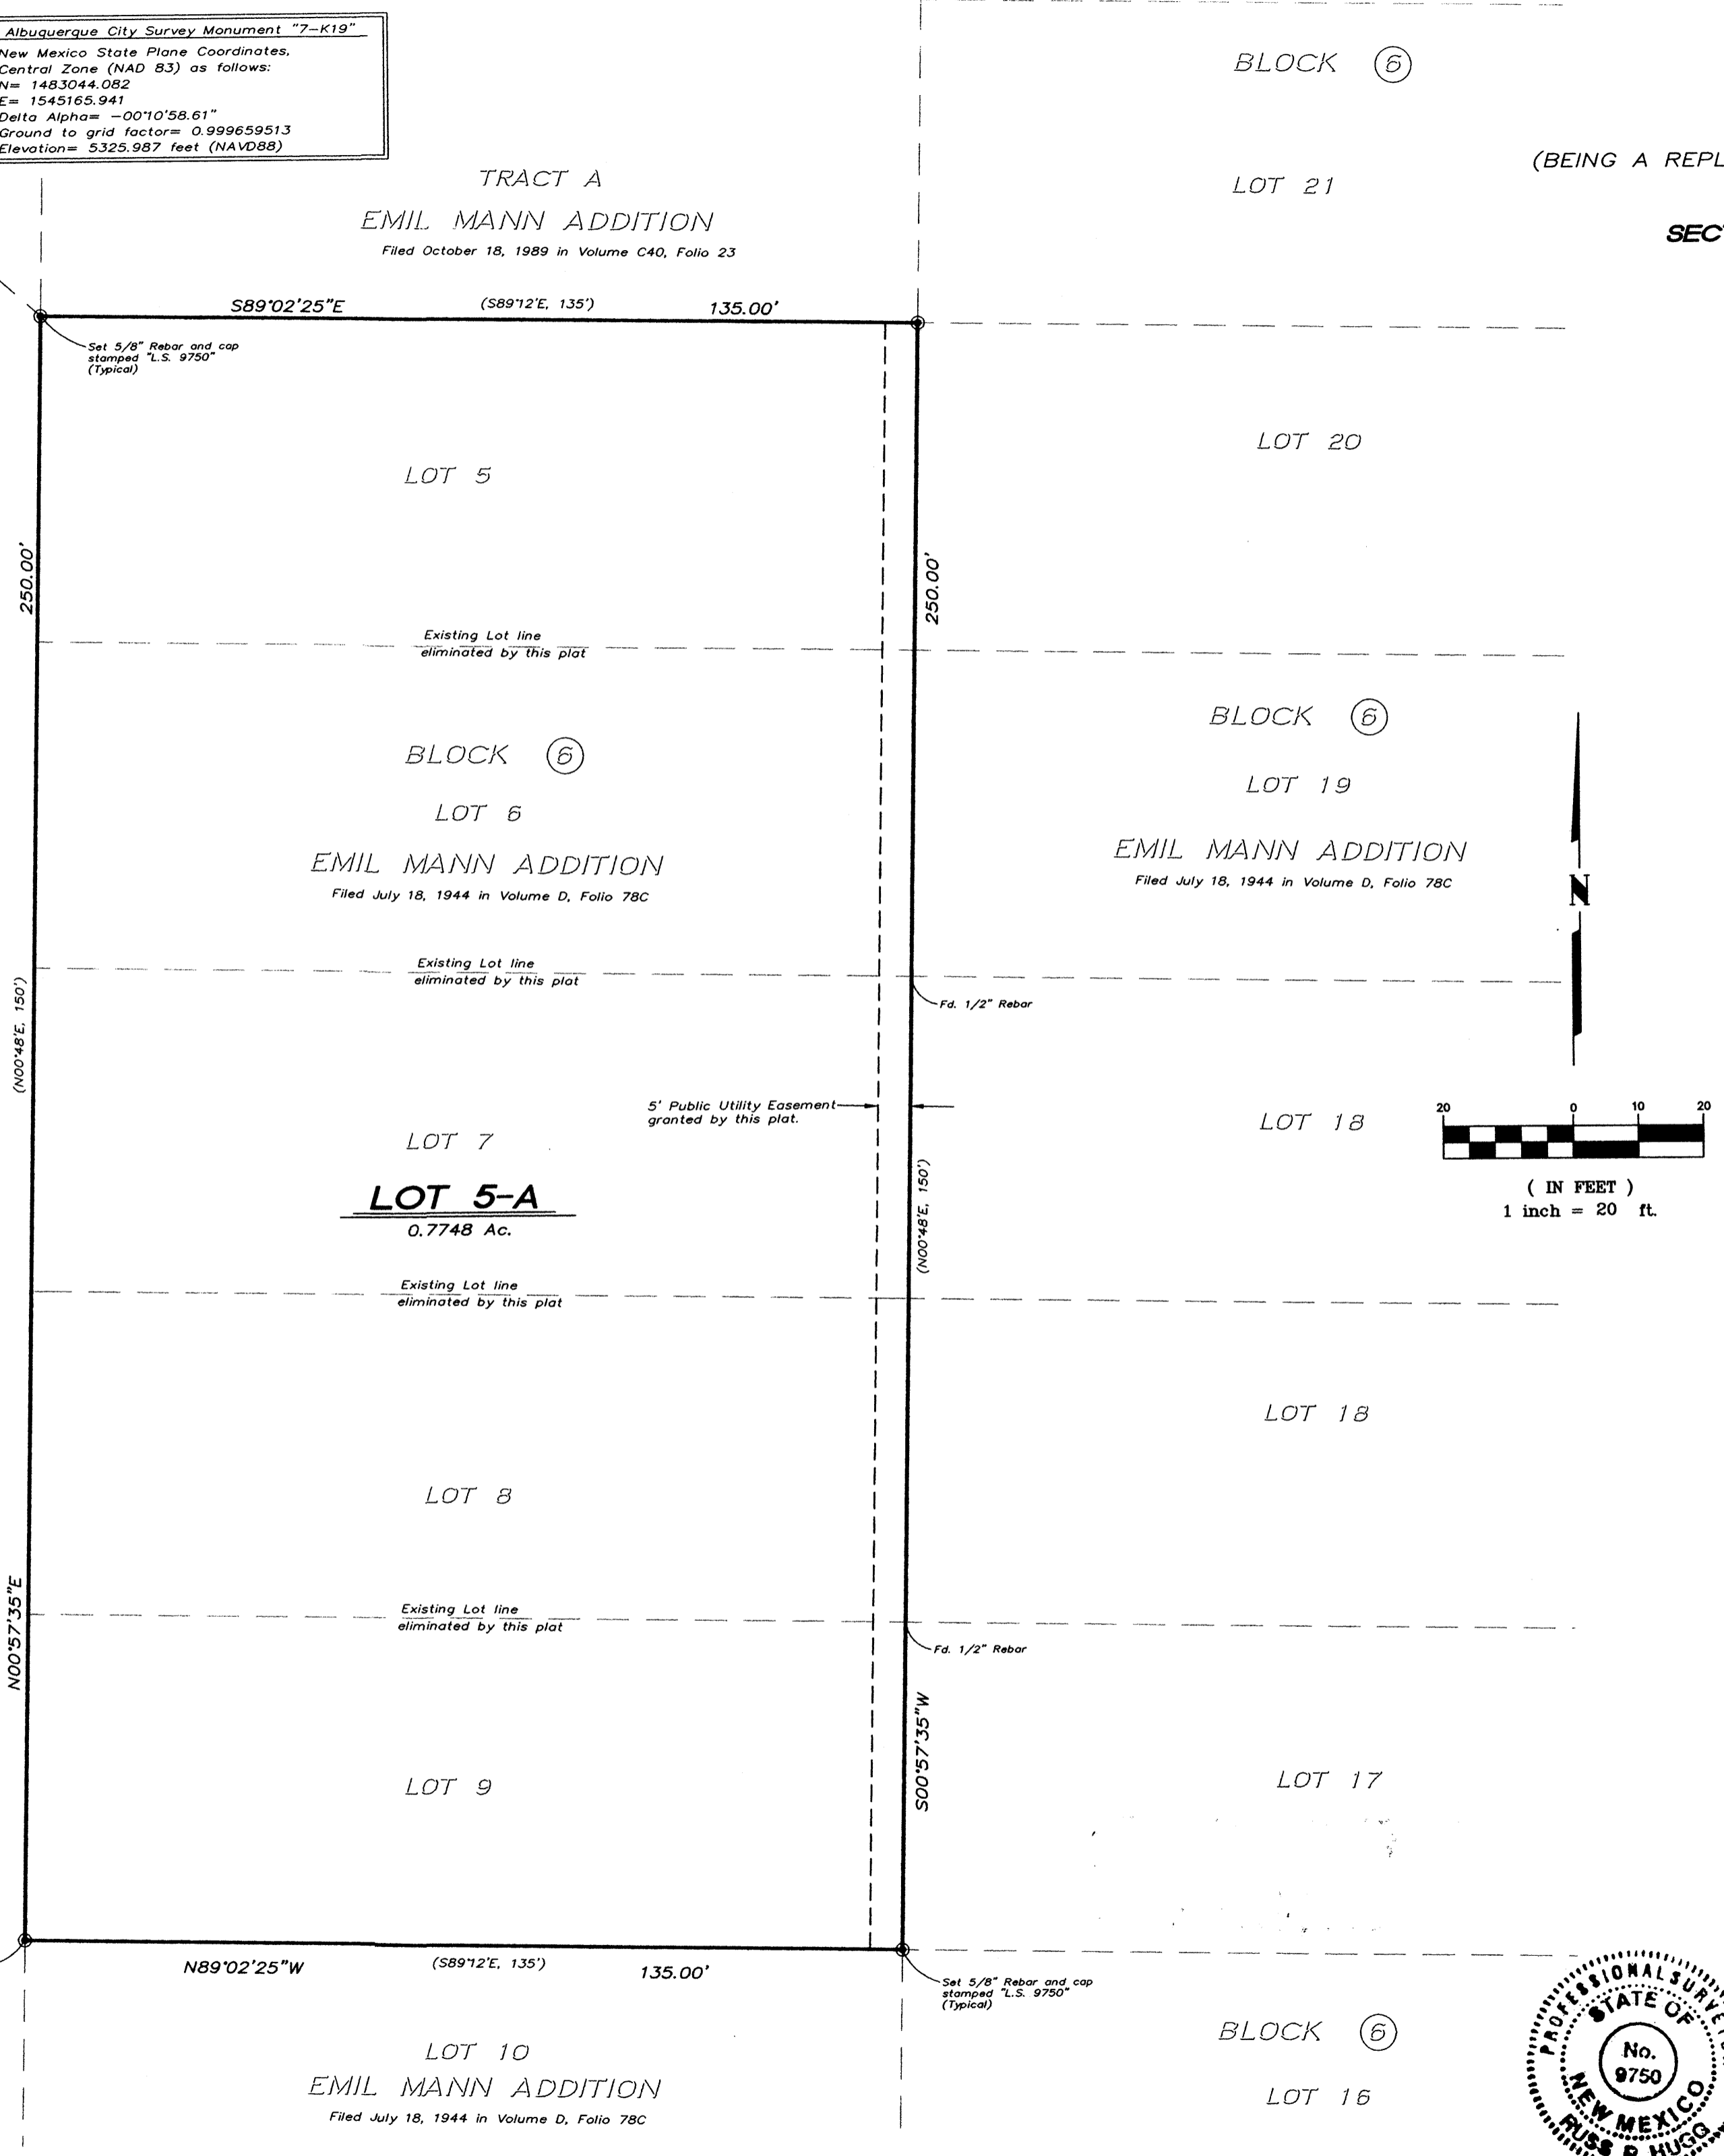 Albuquerque City Survey Monument "7-K19"
New Mexico State Plane Coordinates,
Central Zone (NAD 83) as follows:
N= 1483044.082
E= 1545165.941
Delta Alpha= -00°10'58.61"
Ground to grid factor= 0.999659513
Elevation= 5325.987 feet (NAVD88)
BLOCK 6
LOT 21
(BEING A REPL
SEC
TRACT A
EMIL MANN ADDITION
Filed October 18, 1989 in Volume C40, Folio 23
S89°02'25"E
(S89°12'E, 135')
135.00'
Set 5/8" Rebar and cap
stamped "L.S. 9750"
(Typical)
LOT 5
LOT 20
250.00'
250.00'
Existing Lot line
eliminated by this plat
BLOCK 6
LOT 6
EMIL MANN ADDITION
Filed July 18, 1944 in Volume D, Folio 78C
BLOCK 6
LOT 19
EMIL MANN ADDITION
Filed July 18, 1944 in Volume D, Folio 78C
N
Existing Lot line
eliminated by this plat
(N00°48'E, 150')
Fd. 1/2" Rebar
5' Public Utility Easement
granted by this plat.
LOT 7
LOT 18
20 0 10 20
( IN FEET )
1 inch = 20 ft.
LOT 5-A
0.7748 Ac.
(N00°48'E, 150')
Existing Lot line
eliminated by this plat
LOT 18
LOT 8
N00°57'35"E
Existing Lot line
eliminated by this plat
Fd. 1/2" Rebar
S00°57'35"W
LOT 9
LOT 17
N89°02'25"W
(S89°12'E, 135')
135.00'
Set 5/8" Rebar and cap
stamped "L.S. 9750"
(Typical)
LOT 10
EMIL MANN ADDITION
Filed July 18, 1944 in Volume D, Folio 78C
BLOCK 6
LOT 16
PROFESSIONAL SURVEY
STATE OF
NEW MEXICO
No.
9750
RUSS P. HUGG